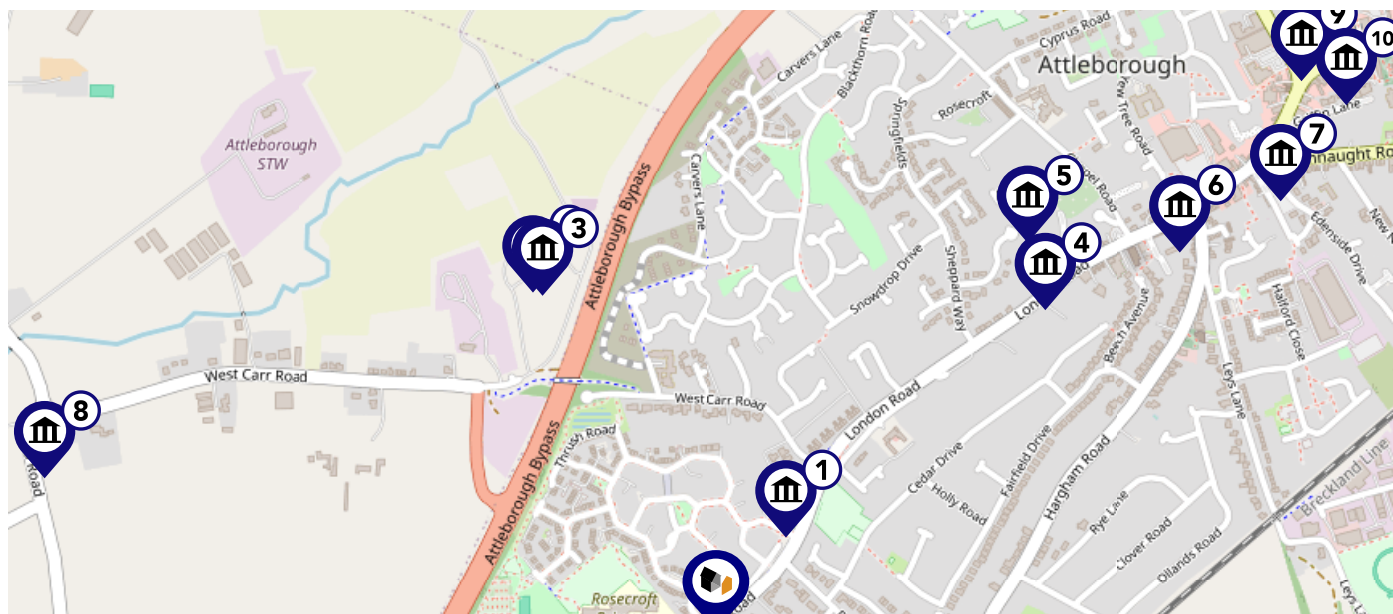 Carvers Lane
Blackthorn Road
Cyprus Road
9
10
Attleborough
Attleborough
STW
Rosecroft
Yew Tree Road
Springfields
Lane
7
Carvers Lane
Attleborough Bypass
5
Road
6
3
4
Edenside Drive
Snowdrop Drive
Sheppard Way
Halford Close
Beech Avenue
West Carr Road
8
Road
West Carr Road
London Road
Leys Lane
Thrush Road
Attleborough Bypass
1
Cedar Drive
Fairfield Drive
Holly Road
Hargham Road
Rye Lane
Clover Road
Ollands Road
Breckland Line
Rosecroft